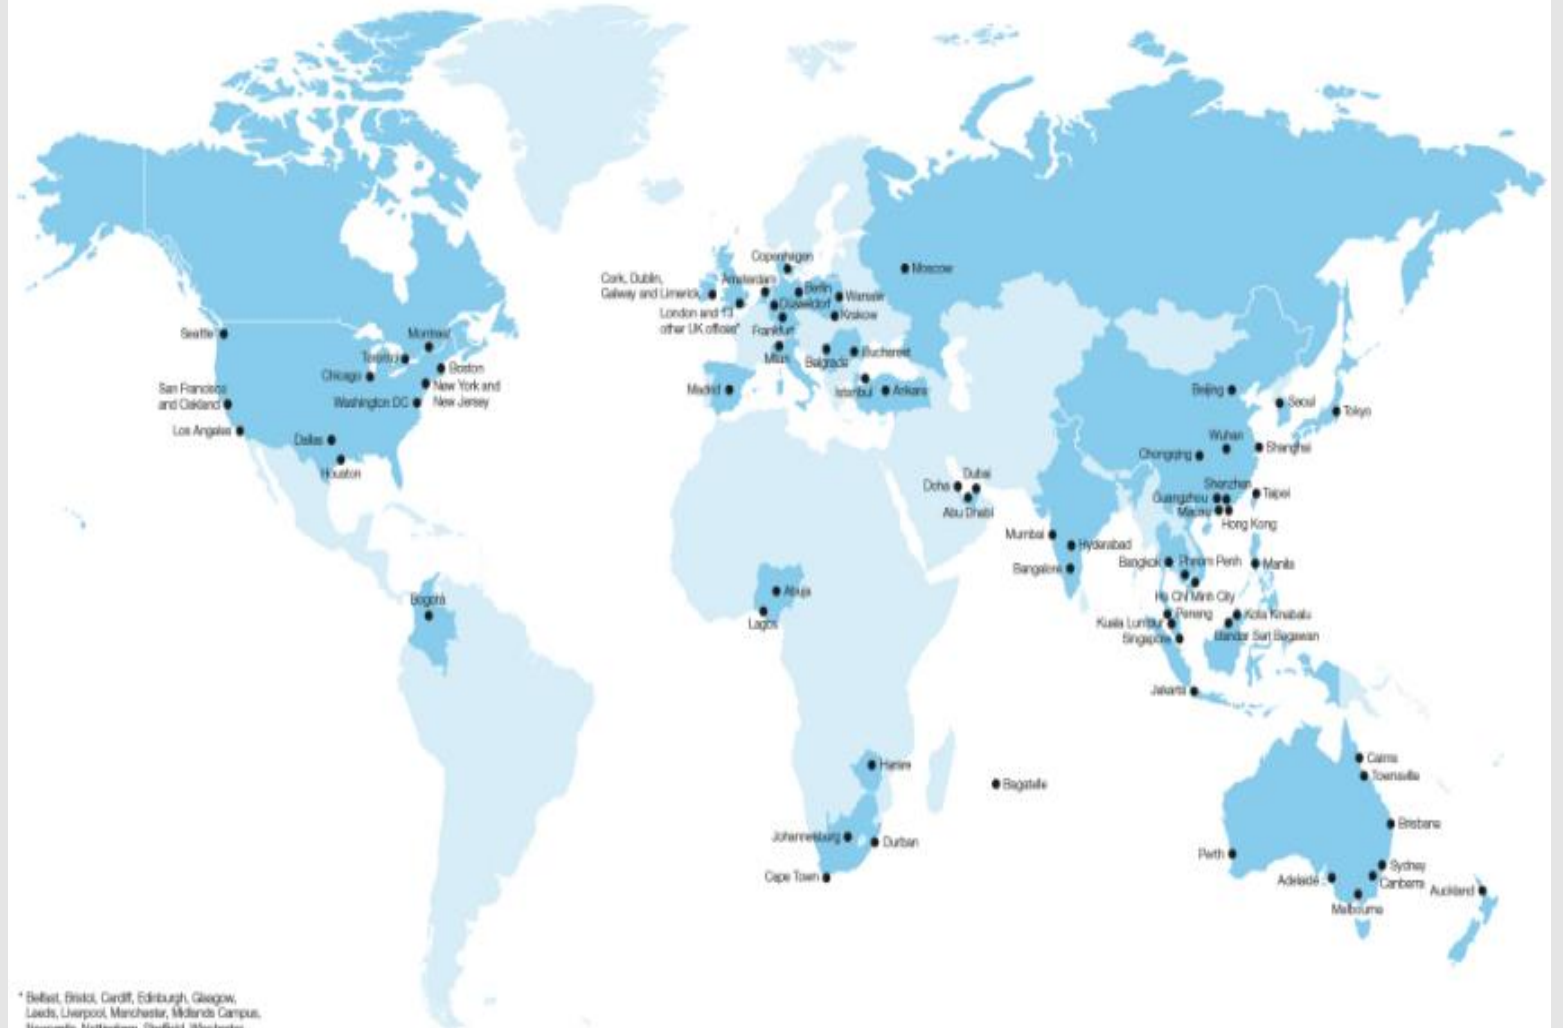 Copenhagen
Moscow
Cork, Dublin,
Galway and Limerick
Amsterdam
Berlin
Warsaw
London and 13
other UK offices*
Dusseldorf
Krakow
Frankfurt
Seattle
Montreal
Milan
Belgrade
Bucharest
Toronto
Boston
Chicago
San Francisco
and Oakland
New York and
New Jersey
Washington DC
Madrid
Istanbul
Ankara
Beijing
Seoul
Tokyo
Los Angeles
Dallas
Houston
Wuhan
Shanghai
Chongqing
Doha
Dubai
Abu Dhabi
Shenzhen
Guangzhou
Taipei
Macau
Hong Kong
Mumbai
Hyderabad
Bangalore
Bangkok
Phnom Penh
Manila
Ho Chi Minh City
Bogotá
Abuja
Lagos
Penang
Kota Kinabalu
Kuala Lumpur
Singapore
Bandar Seri Begawan
Jakarta
Harare
Bagatelle
Cairns
Townsville
Johannesburg
Durban
Brisbane
Cape Town
Perth
Sydney
Adelaide
Canberra
Auckland
Melbourne
* Belfast, Bristol, Cardiff, Edinburgh, Glasgow,
Leeds, Liverpool, Manchester, Midlands Campus,